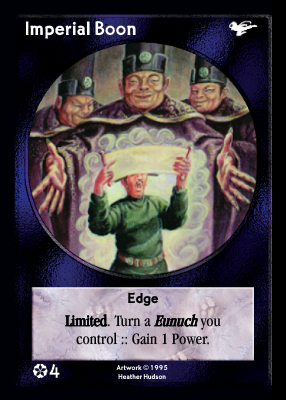 Imperial Boon
Edge
Limited. Turn a Eunuch you
control :: Gain 1 Power.
4
Artwork © 1995
Heather Hudson